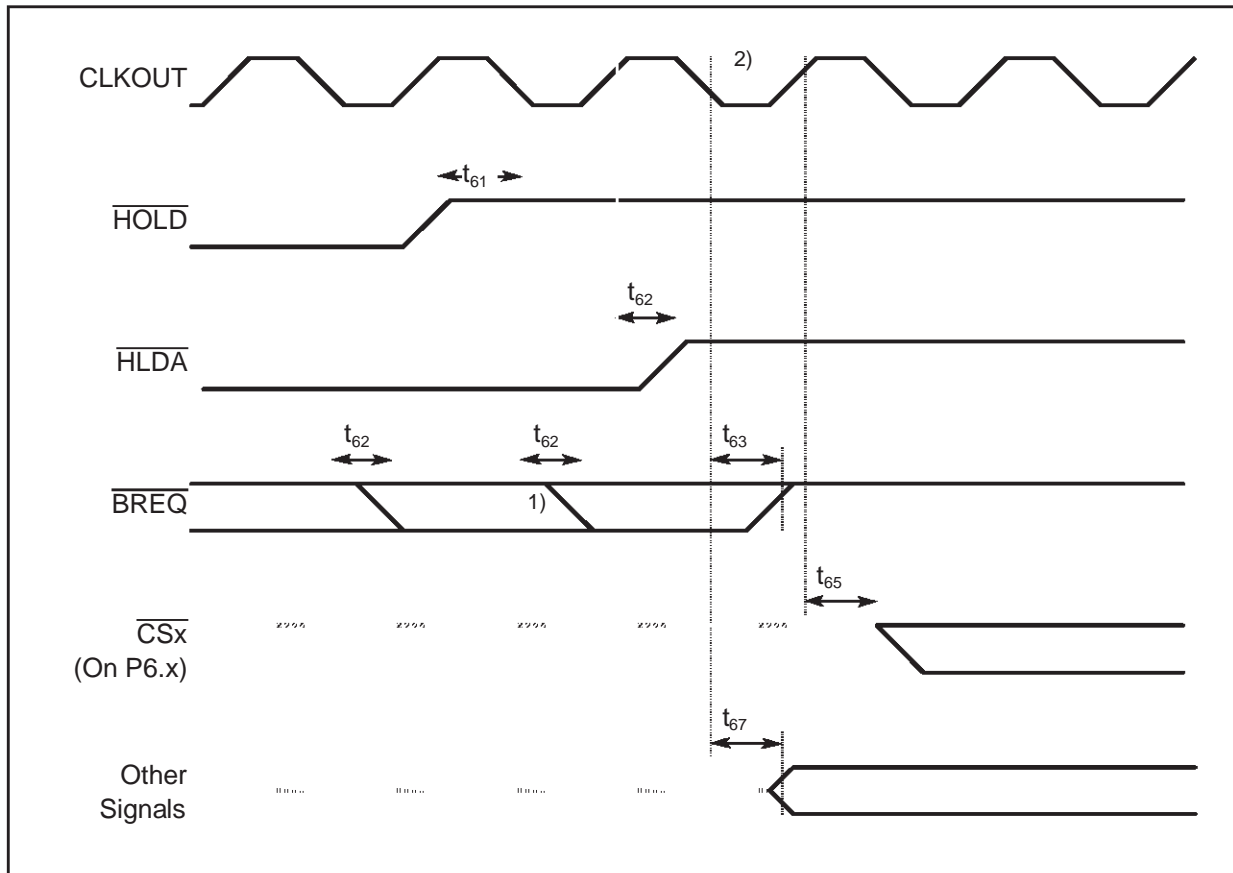 CLKOUT
2)
t61
HOLD
t62
HLDA
t62 t62 t63
BREQ
1)
t65
CSx
(On P6.x)
t67
Other
Signals